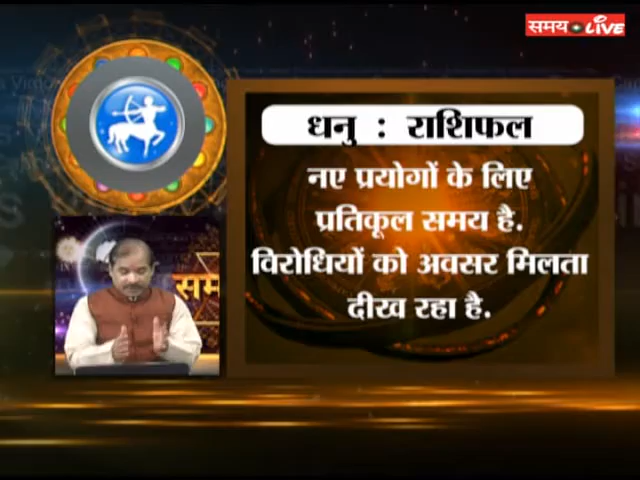 समय LIVE
धनु : राशिफल
नए प्रयोगों के लिए
प्रतिकूल समय है.
विरोधियों को अवसर मिलता
दीख रहा है.